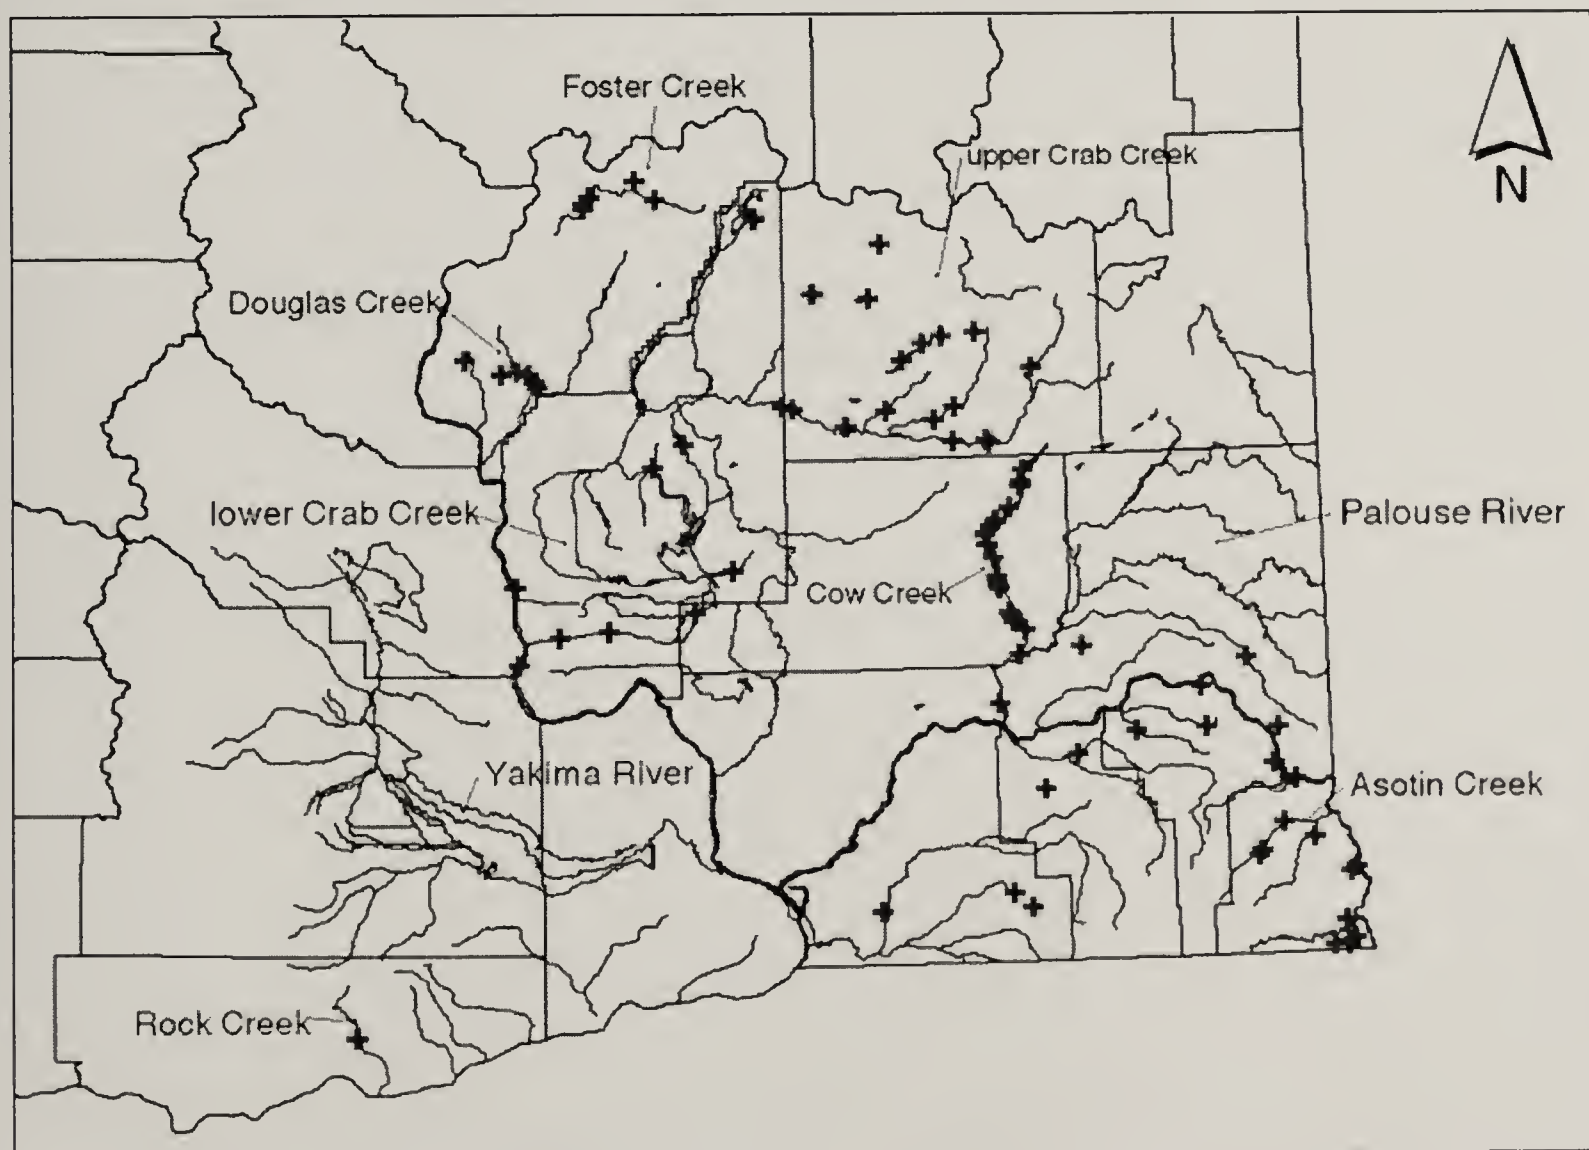 Foster Creek
upper Crab Creek
N
Douglas Creek
lower Crab Creek
Palouse River
Cow Creek
Yakima River
Asotin Creek
Rock Creek